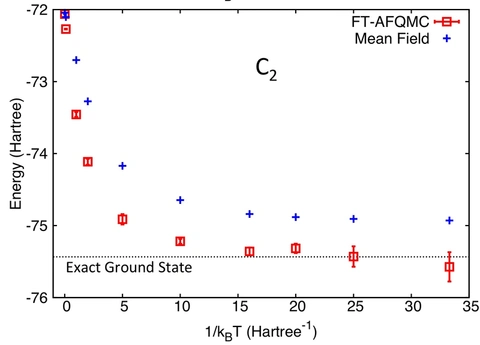 -72
FT-AFQMC
Mean Field
C2
-73
-74
-75
-76
Energy (Hartree)
Exact Ground State
0 5 10 15 20 25 30 35
1/kBT (Hartree-1)